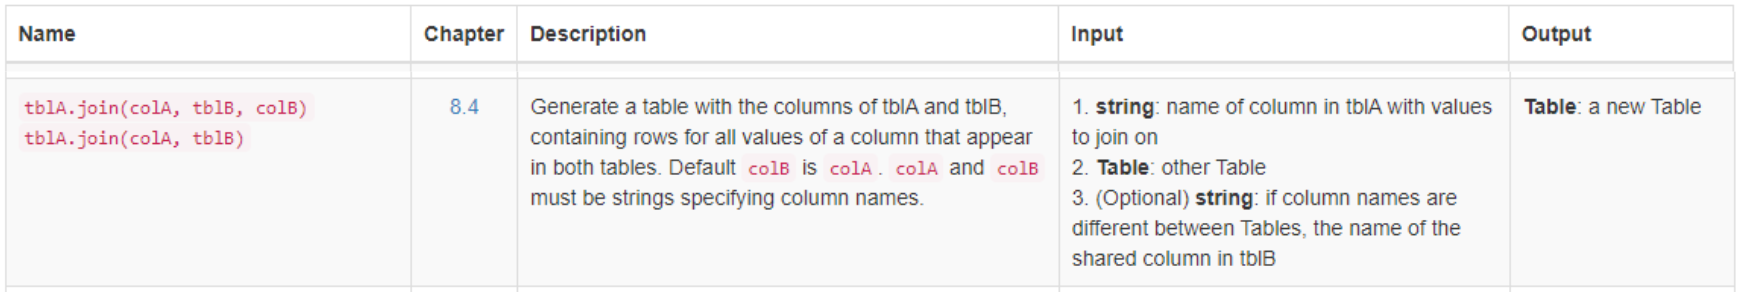 Name Chapter Description Input Output
tblA.join(colA, tblB, colB)
tblA.join(colA, tblB)
8.4
Generate a table with the columns of tblA and tblB,
containing rows for all values of a column that appear
in both tables. Default colB is colA. colA and colB
must be strings specifying column names.
1. string: name of column in tblA with values
to join on
2. Table: other Table
3. (Optional) string: if column names are
different between Tables, the name of the
shared column in tblB
Table: a new Table